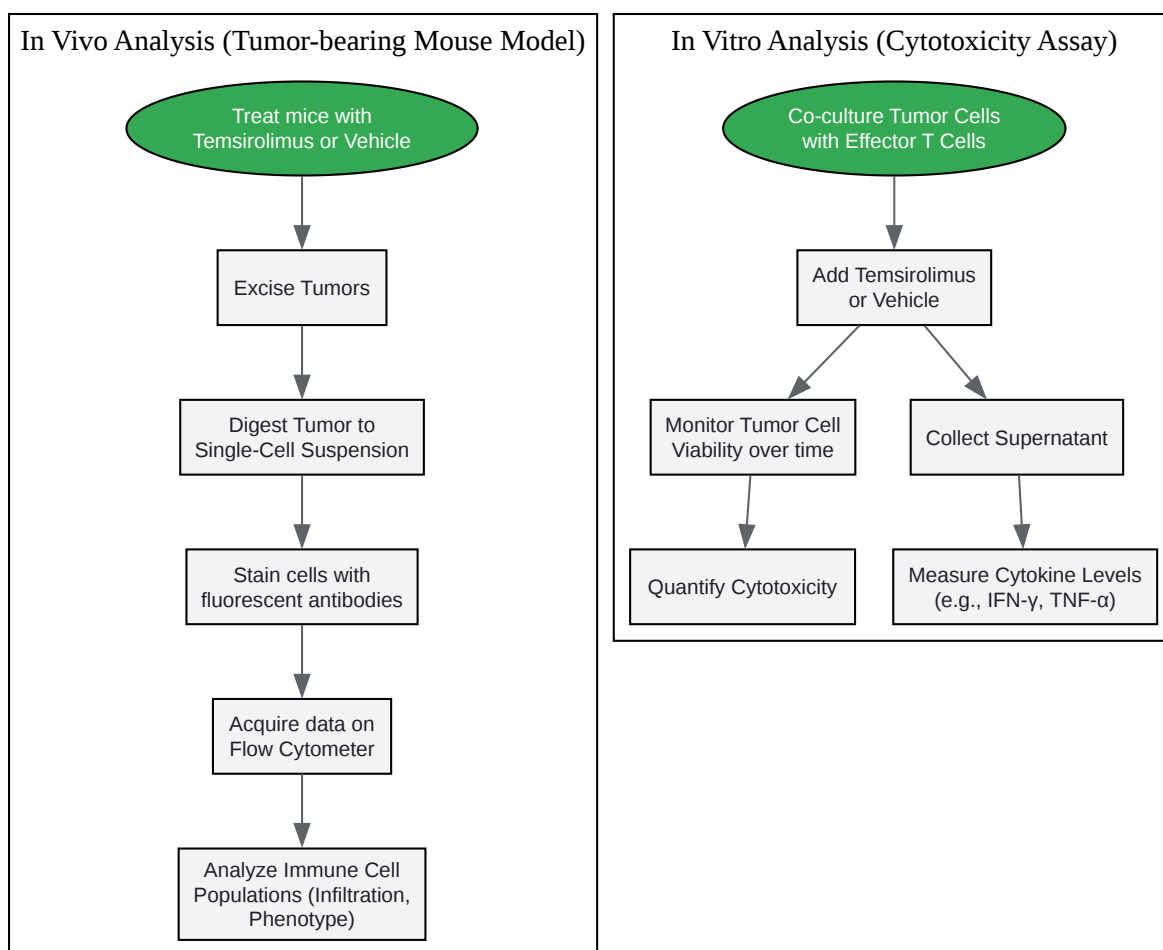 In Vivo Analysis (Tumor-bearing Mouse Model)
Treat mice with
Temsirolimus or Vehicle
Excise Tumors
Digest Tumor to
Single-Cell Suspension
Stain cells with
fluorescent antibodies
Acquire data on
Flow Cytometer
Analyze Immune Cell
Populations (Infiltration,
Phenotype)
In Vitro Analysis (Cytotoxicity Assay)
Co-culture Tumor Cells
with Effector T Cells
Add Temsirolimus
or Vehicle
Monitor Tumor Cell
Viability over time
Collect Supernatant
Quantify Cytotoxicity
Measure Cytokine Levels
(e.g., IFN-γ, TNF-α)